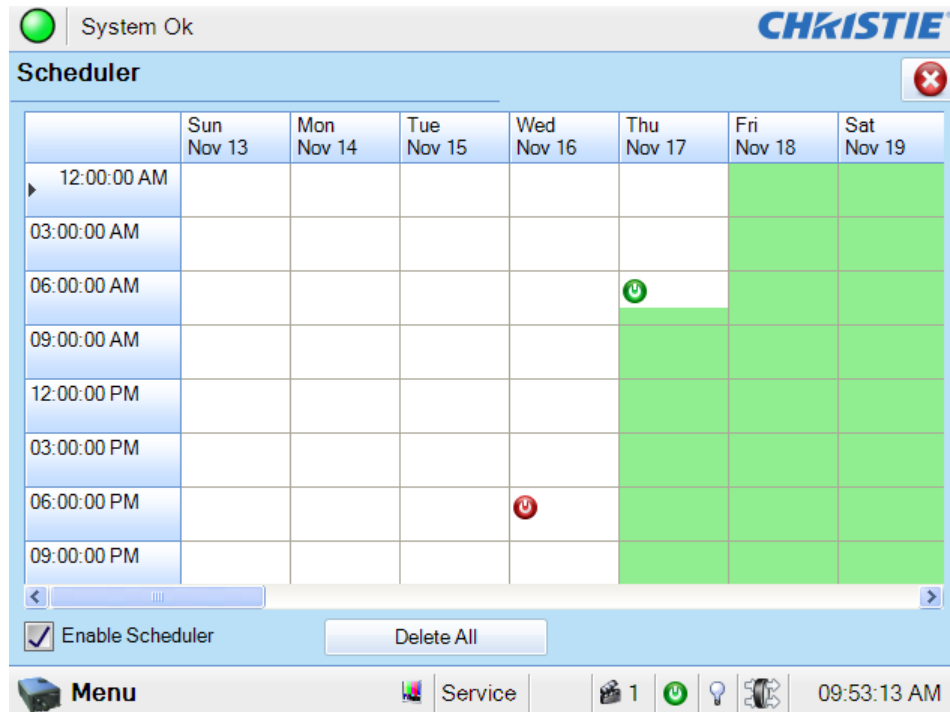 System Ok
CHRISTIE
Scheduler
Sun Mon Tue Wed Thu Fri Sat
Nov 13 Nov 14 Nov 15 Nov 16 Nov 17 Nov 18 Nov 19
12:00:00 AM
03:00:00 AM
06:00:00 AM
09:00:00 AM
12:00:00 PM
03:00:00 PM
06:00:00 PM
09:00:00 PM
Enable Scheduler Delete All
Menu Service 1 09:53:13 AM